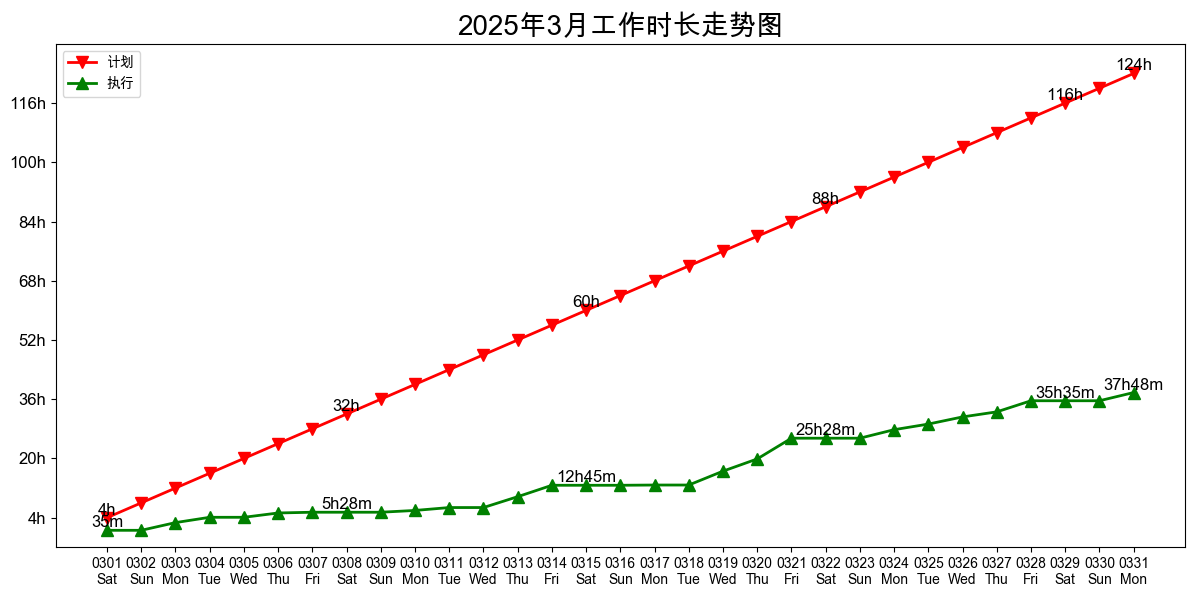 2025年3月工作时长走势图
计划
执行
116h
100h
84h
68h
52h
36h
20h
4h
4h
32h
60h
88h
116h
124h
35m
5h28m
12h45m
25h28m
35h35m
37h48m
0301 0302 0303 0304 0305 0306 0307 0308 0309 0310 0311 0312 0313 0314 0315 0316 0317 0318 0319 0320 0321 0322 0323 0324 0325 0326 0327 0328 0329 0330 0331
Sat Sun Mon Tue Wed Thu Fri Sat Sun Mon Tue Wed Thu Fri Sat Sun Mon Tue Wed Thu Fri Sat Sun Mon Tue Wed Thu Fri Sat Sun Mon